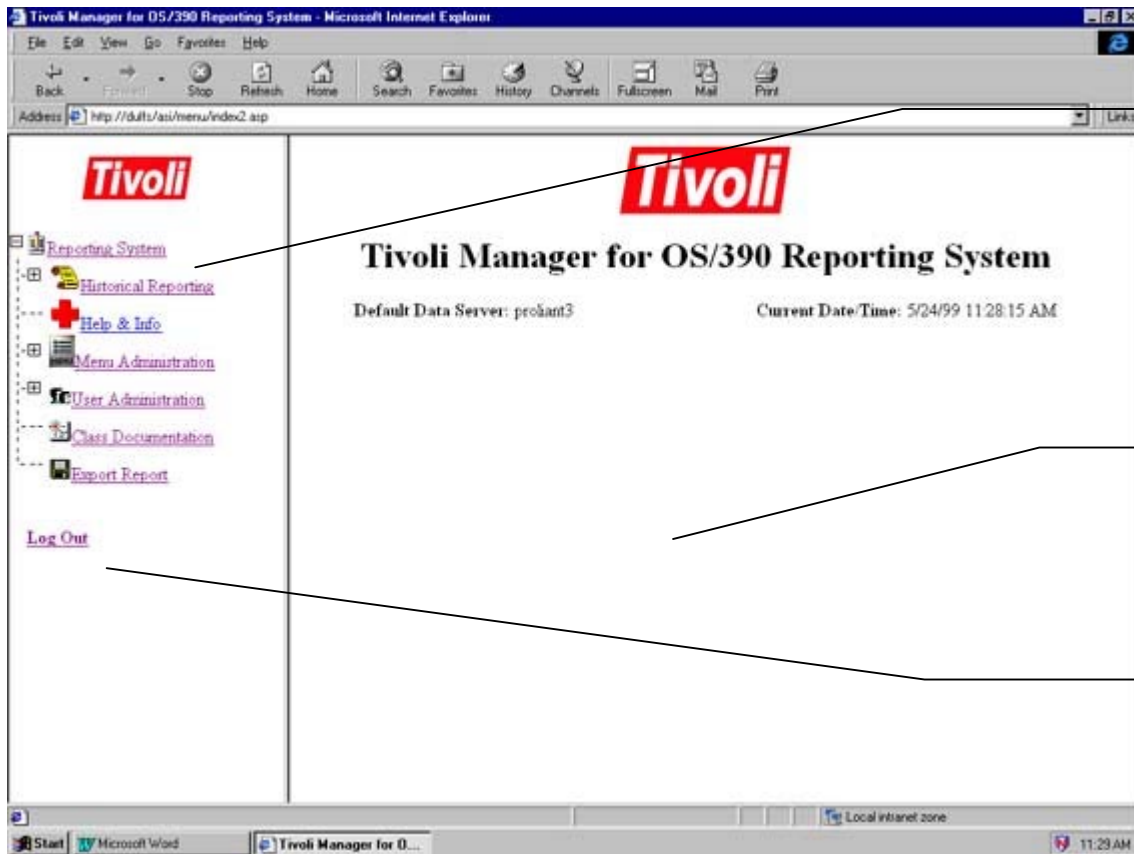 Tivoli Manager for OS/390 Reporting System - Microsoft Internet Explorer
File Edit View Go Favorites Help
Back Forward Stop Refresh Home Search Favorites History Channels Fullscreen Mail Print
Address http://dults/asi/menu/index2.asp Links
Tivoli
Reporting System
Historical Reporting
Help & Info
Menu Administration
User Administration
Class Documentation
Export Report
Log Out
Tivoli
Tivoli Manager for OS/390 Reporting System
Default Data Server: proliant3 Current Date/Time: 5/24/99 11:28:15 AM
Local intranet zone
Start Microsoft Word Tivoli Manager for O... 11:29 AM